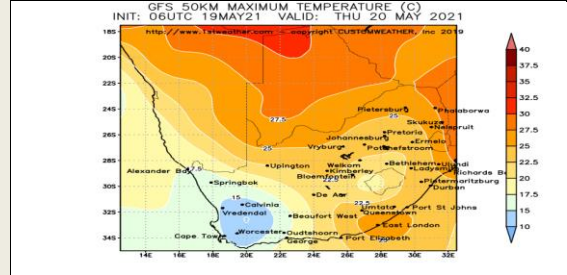 GFS 50KM MAXIMUM TEMPERATURE (C)
INIT: 06UTC 19MAY21 VALID: THU 20 MAY 2021
http://www.1stweather.com - copyright CUSTOMWEATHER, inc 2019
18S
20S
22S
24S
26S
28S
30S
32S
34S
14E 16E 18E 20E 22E 24E 26E 28E 30E 32E
40
37.5
35
32.5
30
27.5
25
22.5
20
17.5
15
10
Pietersburg
Phalaborwa
25
Skukuza
27.5
Nelspruit
Pretoria
Johannesburg
Ermelo
25
Vryburg
Potchefstroom
Welkom
Bethlehem
Ulundi
Upington
Kimberley
Ladysmith
Alexander Bay
17.5
Bloemfontein
22.5
Richards B
Springbok
Pietermaritzburg
Durban
De Aar
15
Calvinia
22.5
Umtata
Port St Johns
Vredendal
Beaufort West
Queenstown
East London
Cape Town
Worcester
Oudtshoorn
George
Port Elizabeth